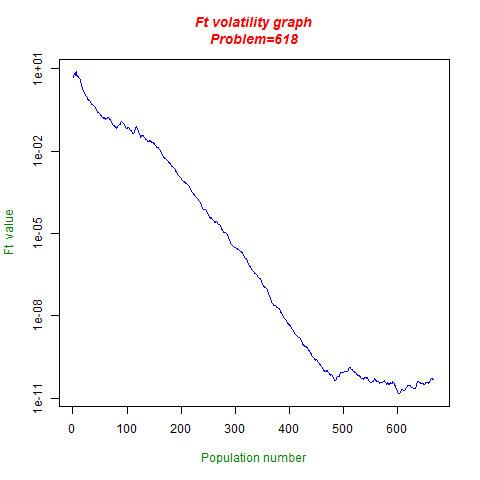 Ft volatility graph
Problem=618
1e+01
1e-02
1e-05
1e-08
1e-11
Ft value
0 100 200 300 400 500 600
Population number